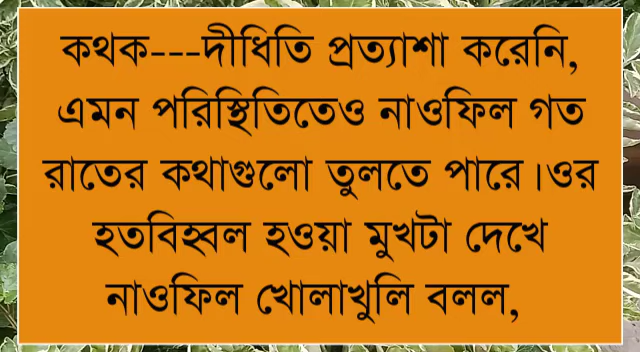 কথক---দীধিতি প্রত্যাশা করেনি,
এমন পরিস্থিতিতেও নাওফিল গত
রাতের কথাগুলো তুলতে পারে।ওর
হতবিহ্বল হওয়া মুখটা দেখে
নাওফিল খোলাখুলি বলল,